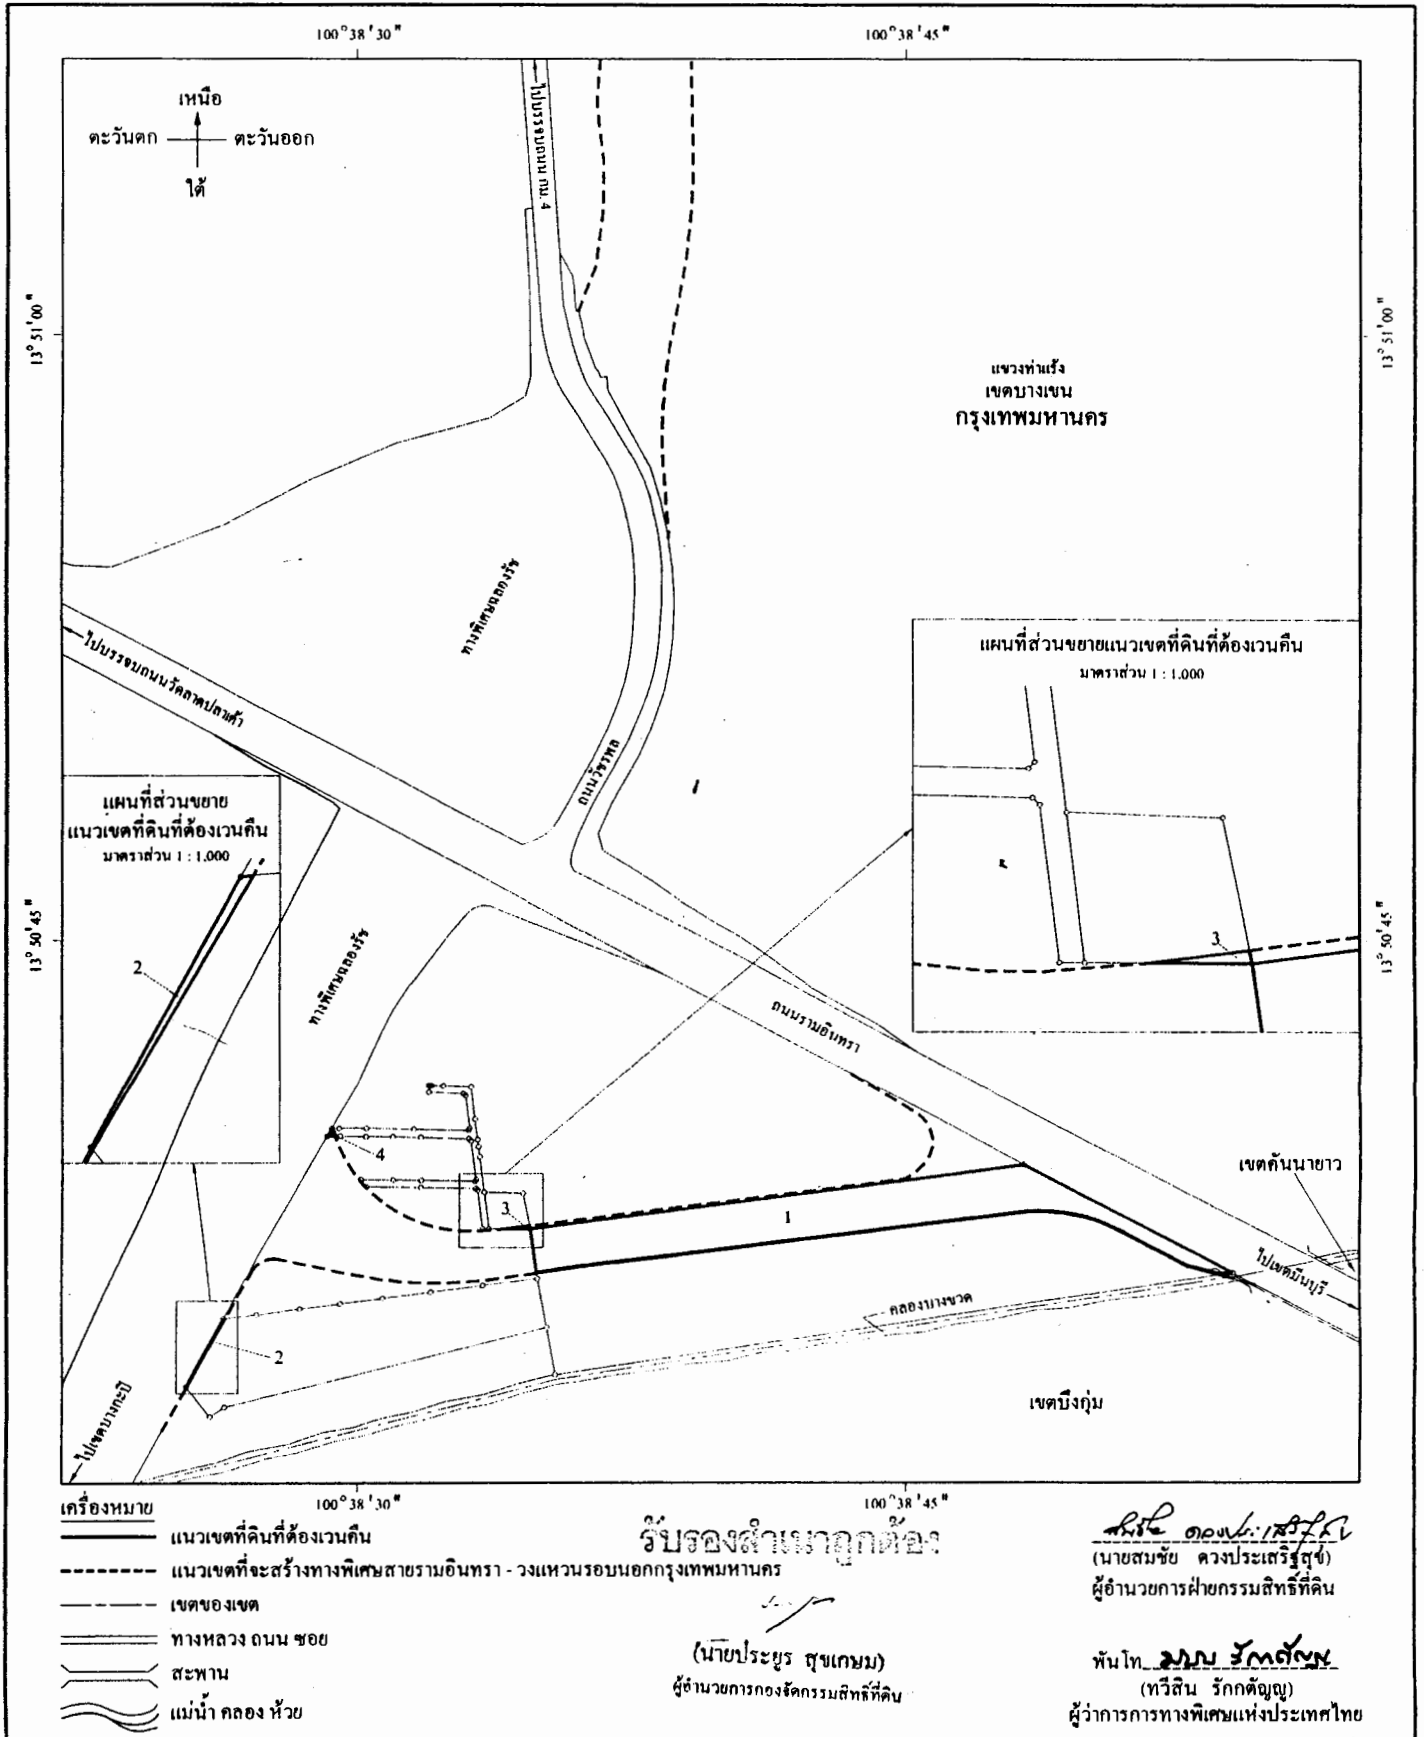 100°38'30"
100°38'45"
เหนือ
ตะวันตก
ตะวันออก
ใต้
ไปบรรจบถนน กม. 4
13°51'00"
13°51'00"
แขวงท่าแร้ง
เขตบางเขน
กรุงเทพมหานคร
ทางพิเศษฉลองรัช
ไปบรรจบถนนวัดลาดปลาเค้า
ถนนวัชรพล
แผนที่ส่วนขยายแนวเขตที่ดินที่ต้องเวนคืน
มาตราส่วน 1 : 1.000
3
แผนที่ส่วนขยาย
แนวเขตที่ดินที่ต้องเวนคืน
มาตราส่วน 1 : 1.000
2
13°50'45"
13°50'45"
ทางพิเศษฉลองรัช
ถนนรามอินทรา
4
3
1
2
เขตคันนายาว
ไปเขตมีนบุรี
คลองบางขวด
ไปเขตบางกะปิ
เขตบึงกุ่ม
100°38'30"
100°38'45"
เครื่องหมาย
แนวเขตที่ดินที่ต้องเวนคืน
แนวเขตที่จะสร้างทางพิเศษสายรามอินทรา - วงแหวนรอบนอกกรุงเทพมหานคร
เขตของเขต
ทางหลวง ถนน ซอย
สะพาน
แม่น้ำ คลอง ห้วย
รับรองสำเนาถูกต้อง
(นายประยูร สุขเกษม)
ผู้อำนวยการกองจัดกรรมสิทธิ์ที่ดิน
(นายสมชัย ดวงประเสริฐสุข)
ผู้อำนวยการฝ่ายกรรมสิทธิ์ที่ดิน
พันโท
(ทวีสิน รักกตัญญู)
ผู้ว่าการการทางพิเศษแห่งประเทศไทย